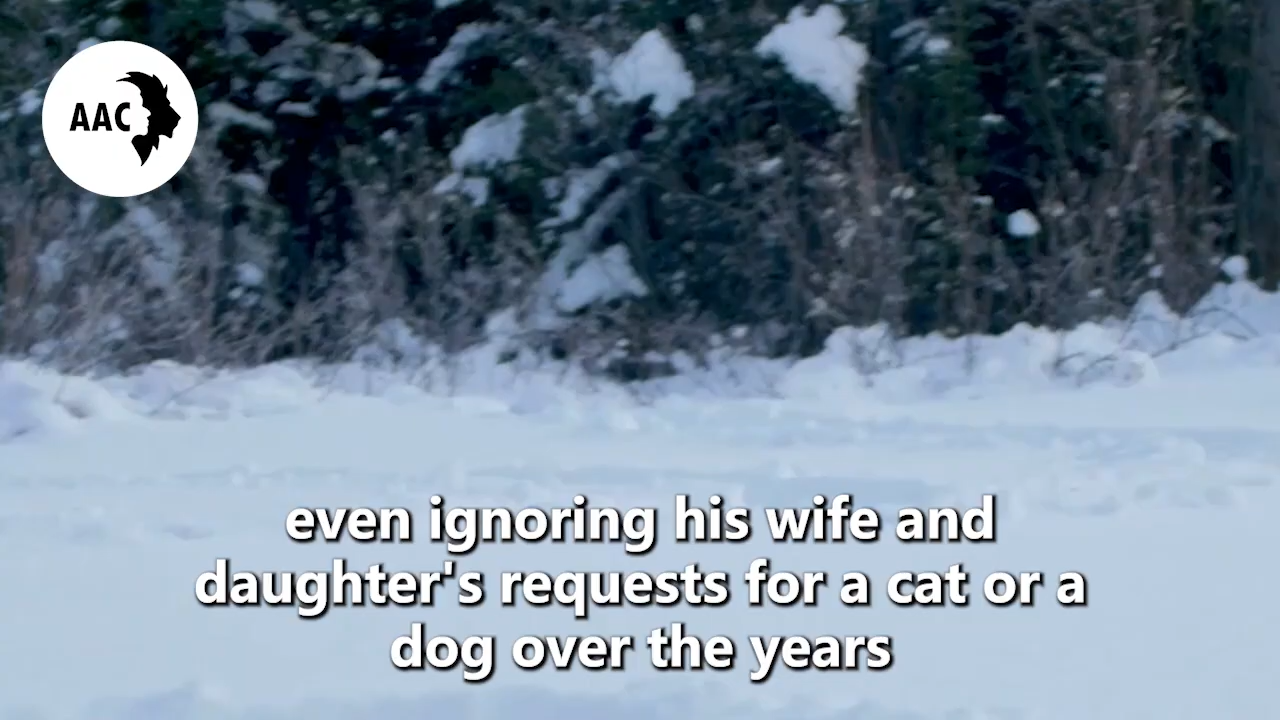 AAC
even ignoring his wife and
daughter's requests for a cat or a
dog over the years